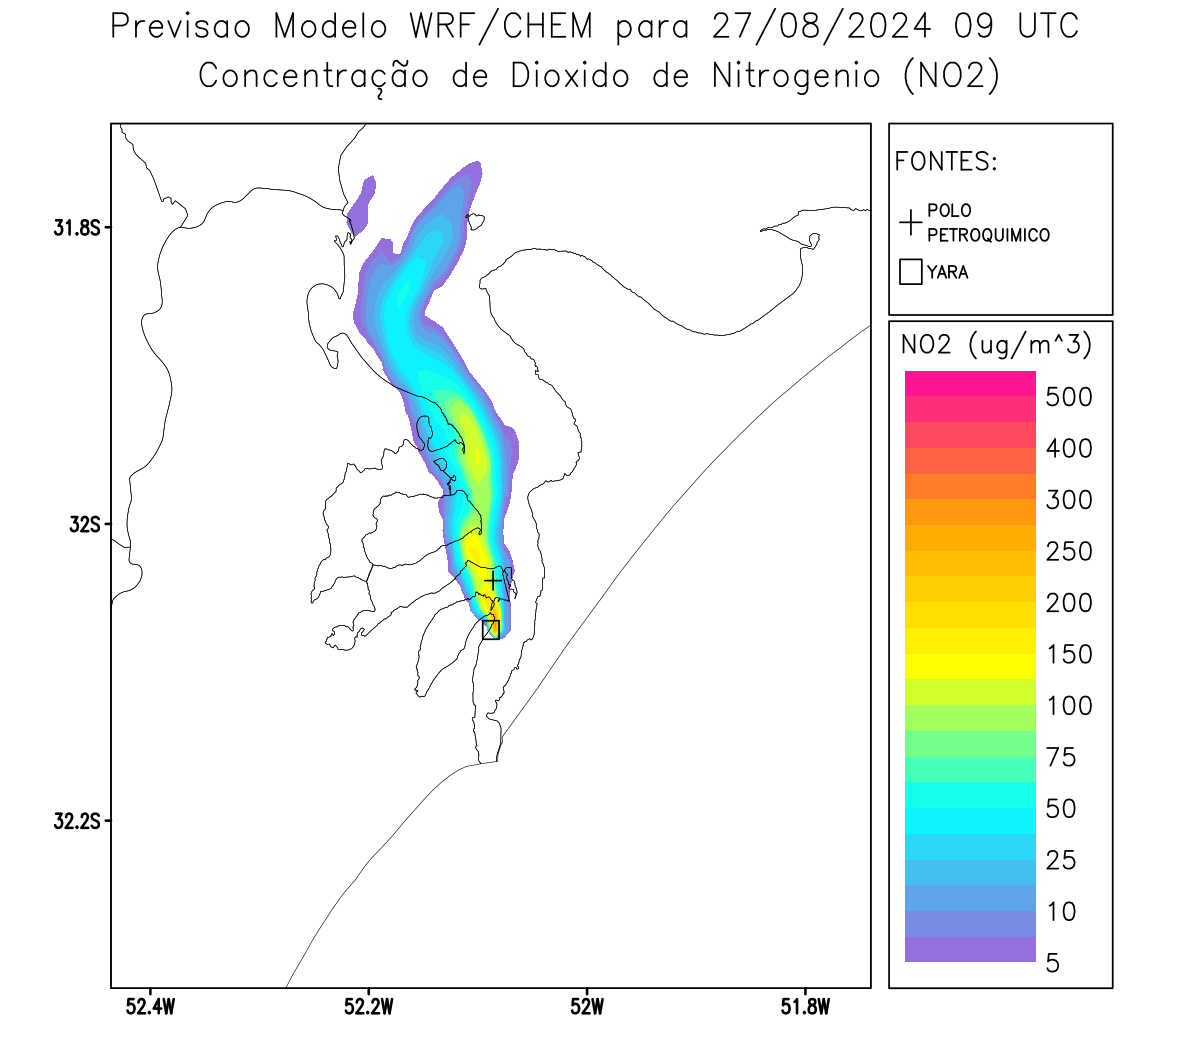 Previsao Modelo WRF/CHEM para 27/08/2024 09 UTC
Concentração de Dioxido de Nitrogenio (NO2)
FONTES:
POLO
PETROQUIMICO
YARA
NO2 (ug/m^3)
500
400
300
250
200
150
100
75
50
25
10
5
31.8S
32S
32.2S
52.4W
52.2W
52W
51.8W